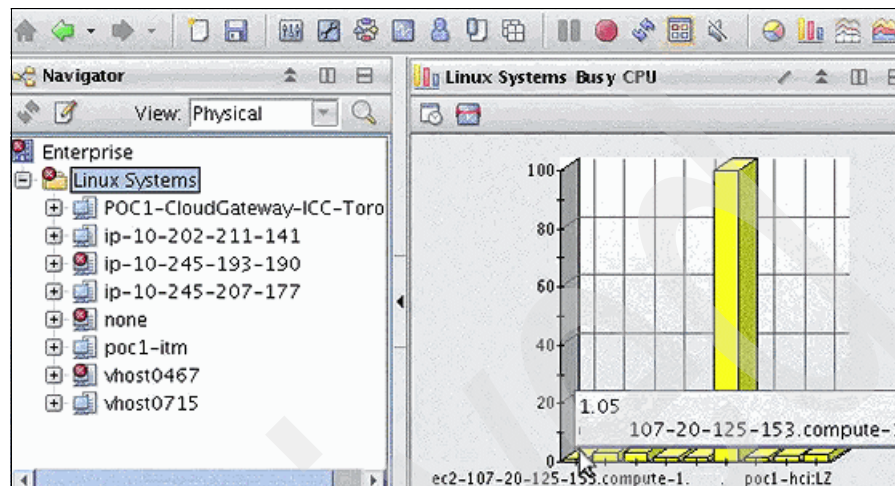 Navigator
View: Physical
Enterprise
Linux Systems
POC1-CloudGateway-ICC-Toro
ip-10-202-211-141
ip-10-245-193-190
ip-10-245-207-177
none
poc1-itm
vhost0467
vhost0715
Linux Systems Busy CPU
100
80
60
40
20
0
1.05
107-20-125-153.compute-1
ec2-107-20-125-153.compute-1. . poc1-hci:LZ